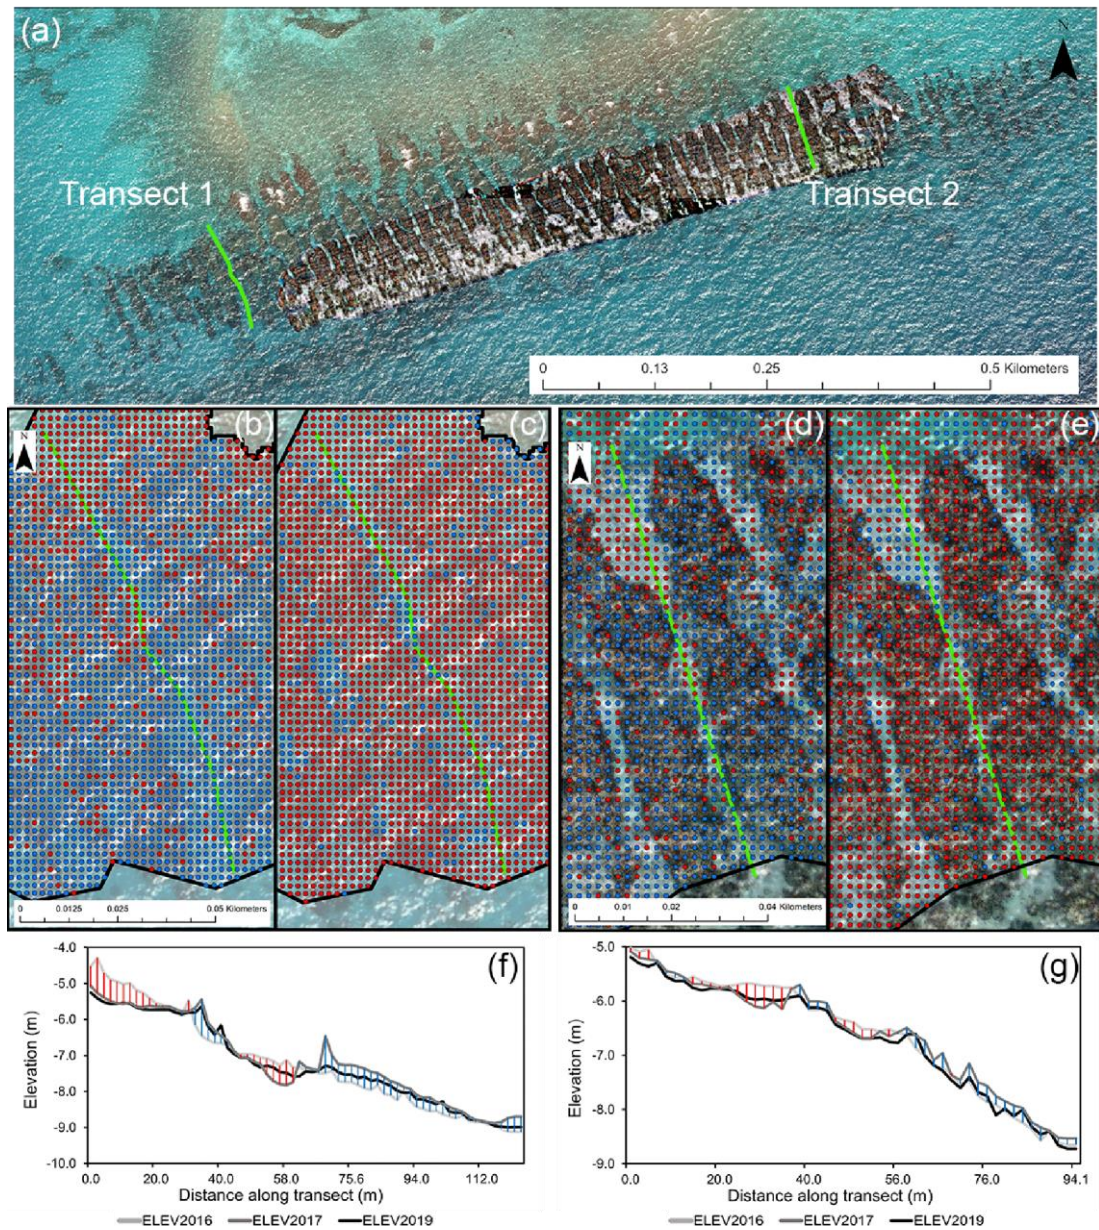 (a)
N
Transect 1
Transect 2
0 0.13 0.25 0.5 Kilometers
(b)
(c)
(d)
(e)
N
N
0 0.0125 0.025 0.05 Kilometers
0 0.01 0.02 0.04 Kilometers
(f)
-4.0
-5.0
-6.0
-7.0
-8.0
-9.0
-10.0
Elevation (m)
0.0 20.0 40.0 58.0 75.6 94.0 112.0
Distance along transect (m)
ELEV2016 ELEV2017 ELEV2019
(g)
-5.0
-6.0
-7.0
-8.0
-9.0
Elevation (m)
0.0 20.0 38.0 56.0 76.0 94.1
Distance along transect (m)
ELEV2016 ELEV2017 ELEV2019